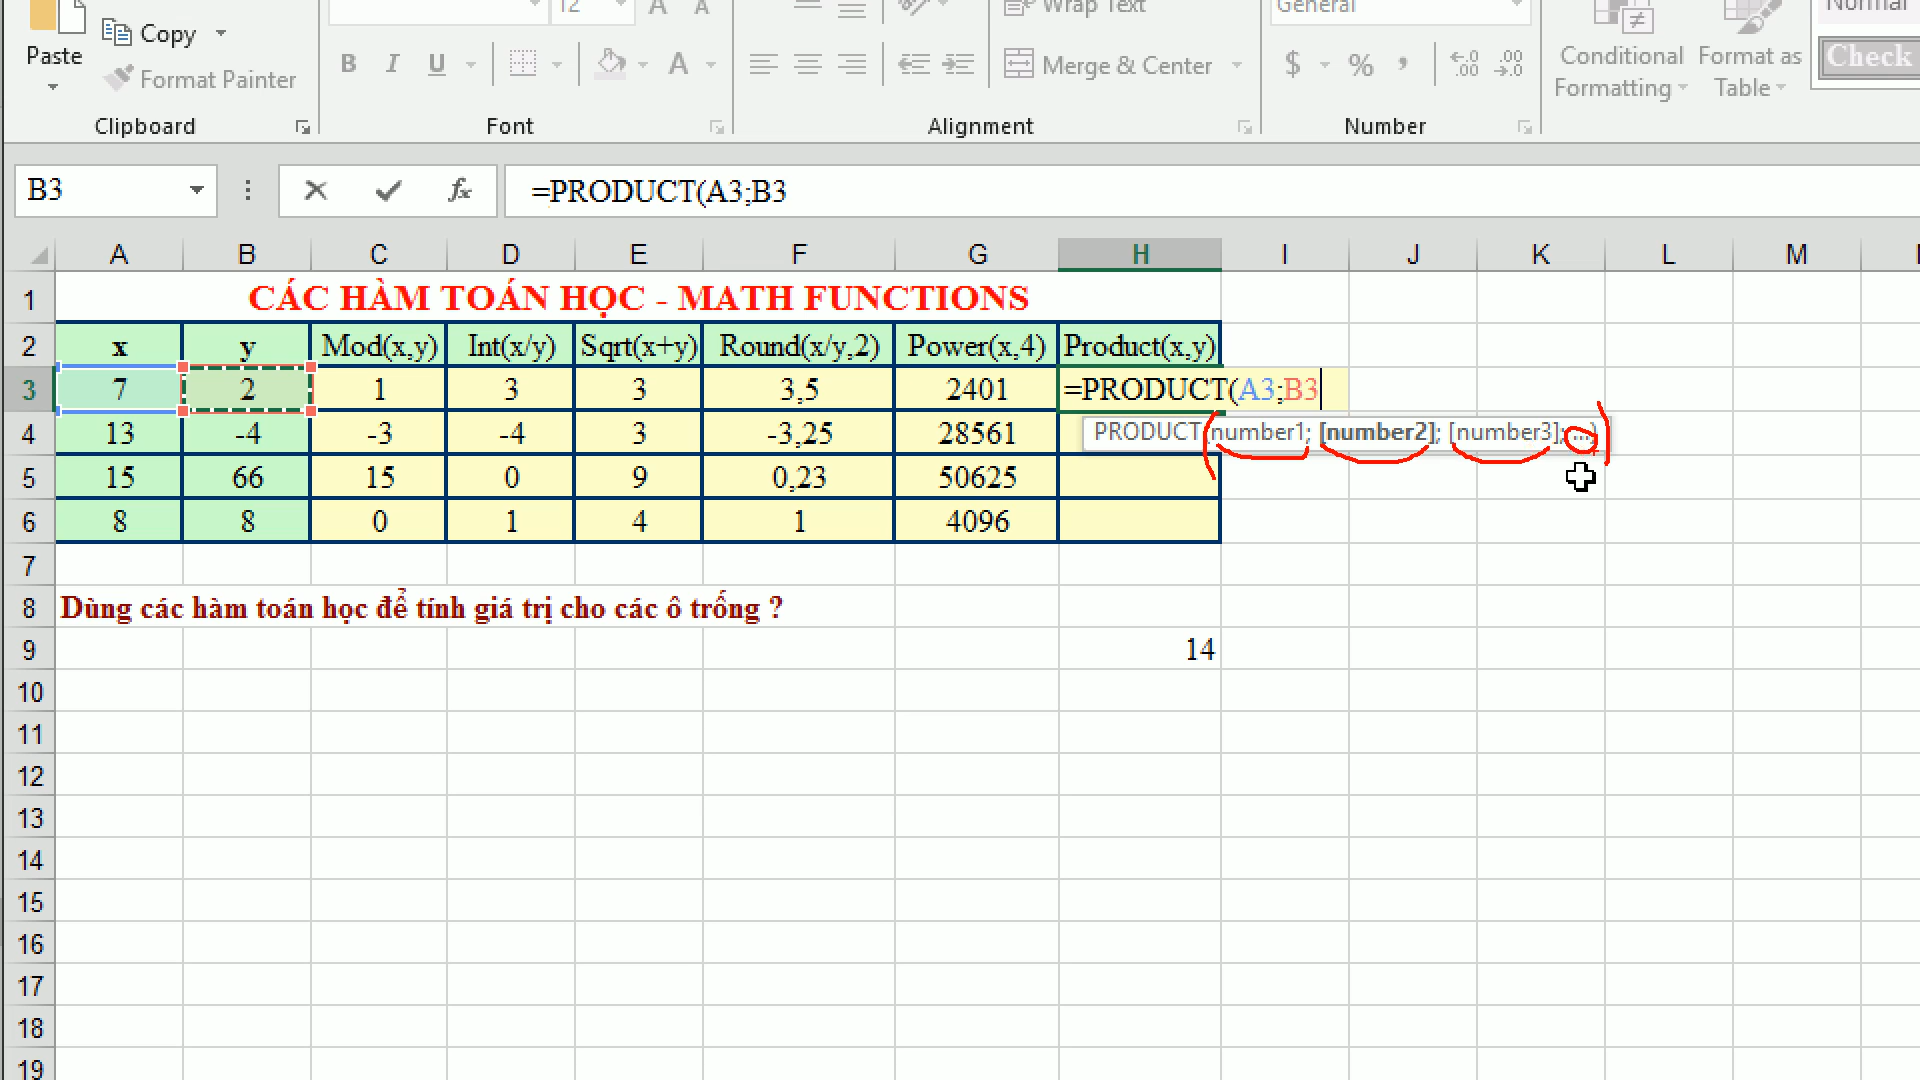 12 A A Wrap Text General Normal
Paste Copy
Format Painter
B I U A Merge & Center $ % , Conditional Formatting Format as Table Check
Clipboard Font Alignment Number
B3 fx =PRODUCT(A3;B3
A B C D E F G H I J K L M
1 CÁC HÀM TOÁN HỌC - MATH FUNCTIONS
2 x y Mod(x,y) Int(x/y) Sqrt(x+y) Round(x/y,2) Power(x,4) Product(x,y)
3 7 2 1 3 3 3,5 2401 =PRODUCT(A3;B3
4 13 -4 -3 -4 3 -3,25 28561
PRODUCT(number1; [number2]; [number3]; ...)
5 15 66 15 0 9 0,23 50625
6 8 8 0 1 4 1 4096
7
8 Dùng các hàm toán học để tính giá trị cho các ô trống ?
9 14
10
11
12
13
14
15
16
17
18
19